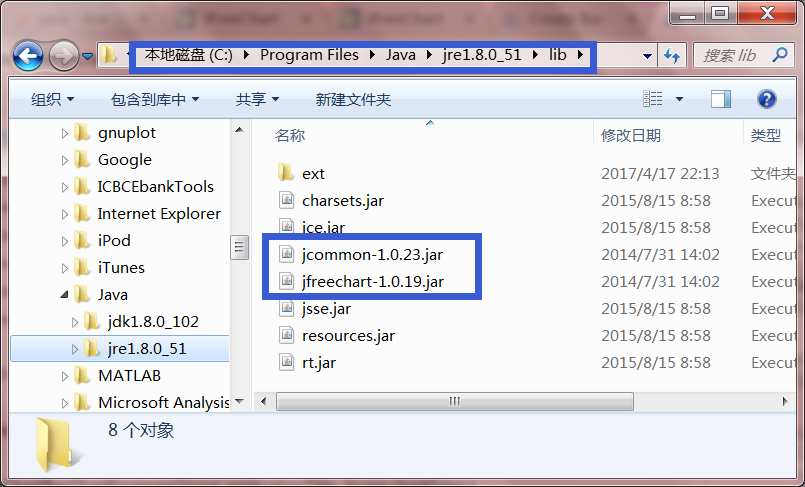 本地磁盘 (C:) Program Files Java jre1.8.0_51 lib
搜索 lib
组织 包含到库中 共享 新建文件夹
gnuplot
Google
ICBCEbankTools
Internet Explorer
iPod
iTunes
Java
jdk1.8.0_102
jre1.8.0_51
MATLAB
Microsoft Analysis
名称 修改日期 类型
ext 2017/4/17 22:13 文件夹
charsets.jar 2015/8/15 8:58 Execut
jce.jar 2015/8/15 8:58 Execut
jcommon-1.0.23.jar 2014/7/31 14:02 Execut
jfreechart-1.0.19.jar 2014/7/31 14:02 Execut
jsse.jar 2015/8/15 8:58 Execut
resources.jar 2015/8/15 8:58 Execut
rt.jar 2015/8/15 8:58 Execut
8 个对象